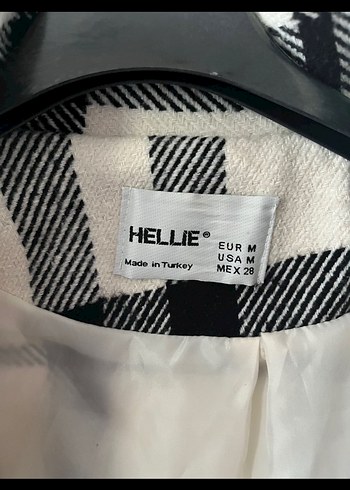 HELLIE®
Made in Turkey
EUR M
USA M
MEX 28